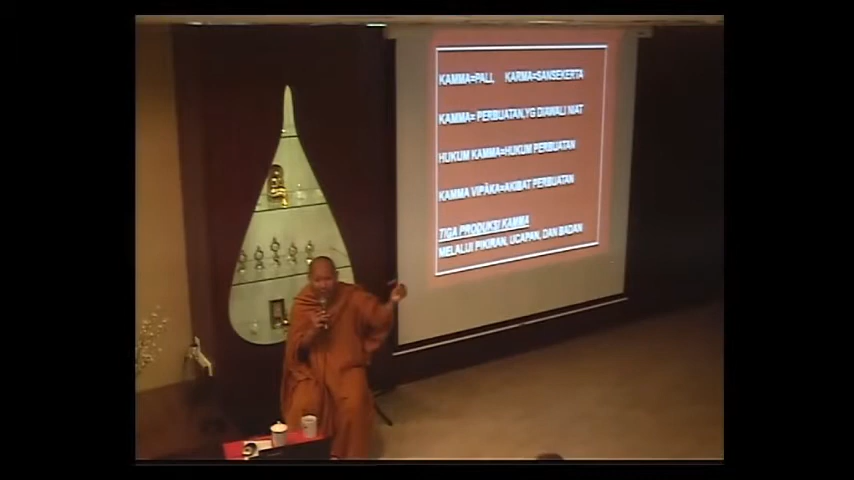 KAMMA=PALI, KARMA=SANSEKERTA
KAMMA= PERBUATAN,YG DIAWALI NIAT
HUKUM KAMMA=HUKUM PERBUATAN
KAMMA VIPĀKA=AKIBAT PERBUATAN
TIGA PRODUKSI KAMMA
MELALUI PIKIRAN, UCAPAN, DAN BADAN